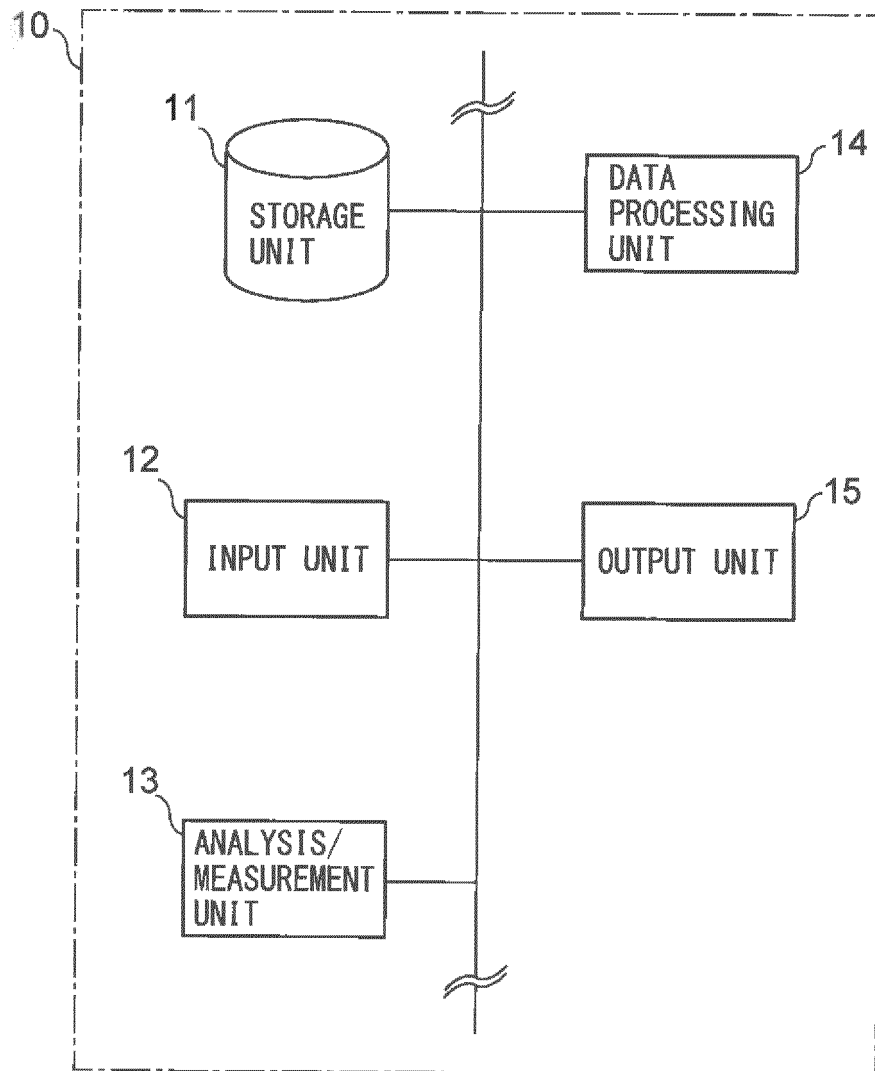 10
11
STORAGE
UNIT
14
DATA
PROCESSING
UNIT
12
INPUT UNIT
15
OUTPUT UNIT
13
ANALYSIS/
MEASUREMENT
UNIT